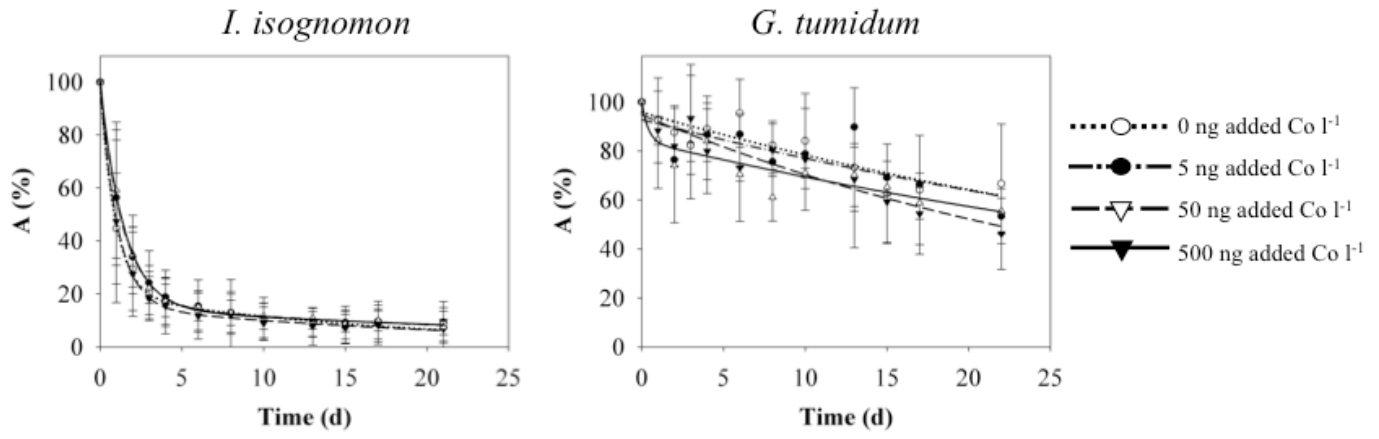 I. isognomon
G. tumidum
100
80
60
40
20
0
A (%)
0 5 10 15 20 25
Time (d)
100
80
60
40
20
0
A (%)
0 5 10 15 20 25
Time (d)
0 ng added Co l⁻¹
5 ng added Co l⁻¹
50 ng added Co l⁻¹
500 ng added Co l⁻¹